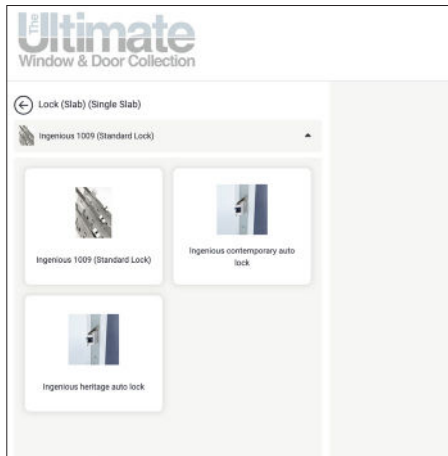 The Ultimate
Window & Door Collection
Lock (Slab) (Single Slab)
Ingenious 1009 (Standard Lock)
Ingenious 1009 (Standard Lock)
Ingenious contemporary auto
lock
Ingenious heritage auto lock